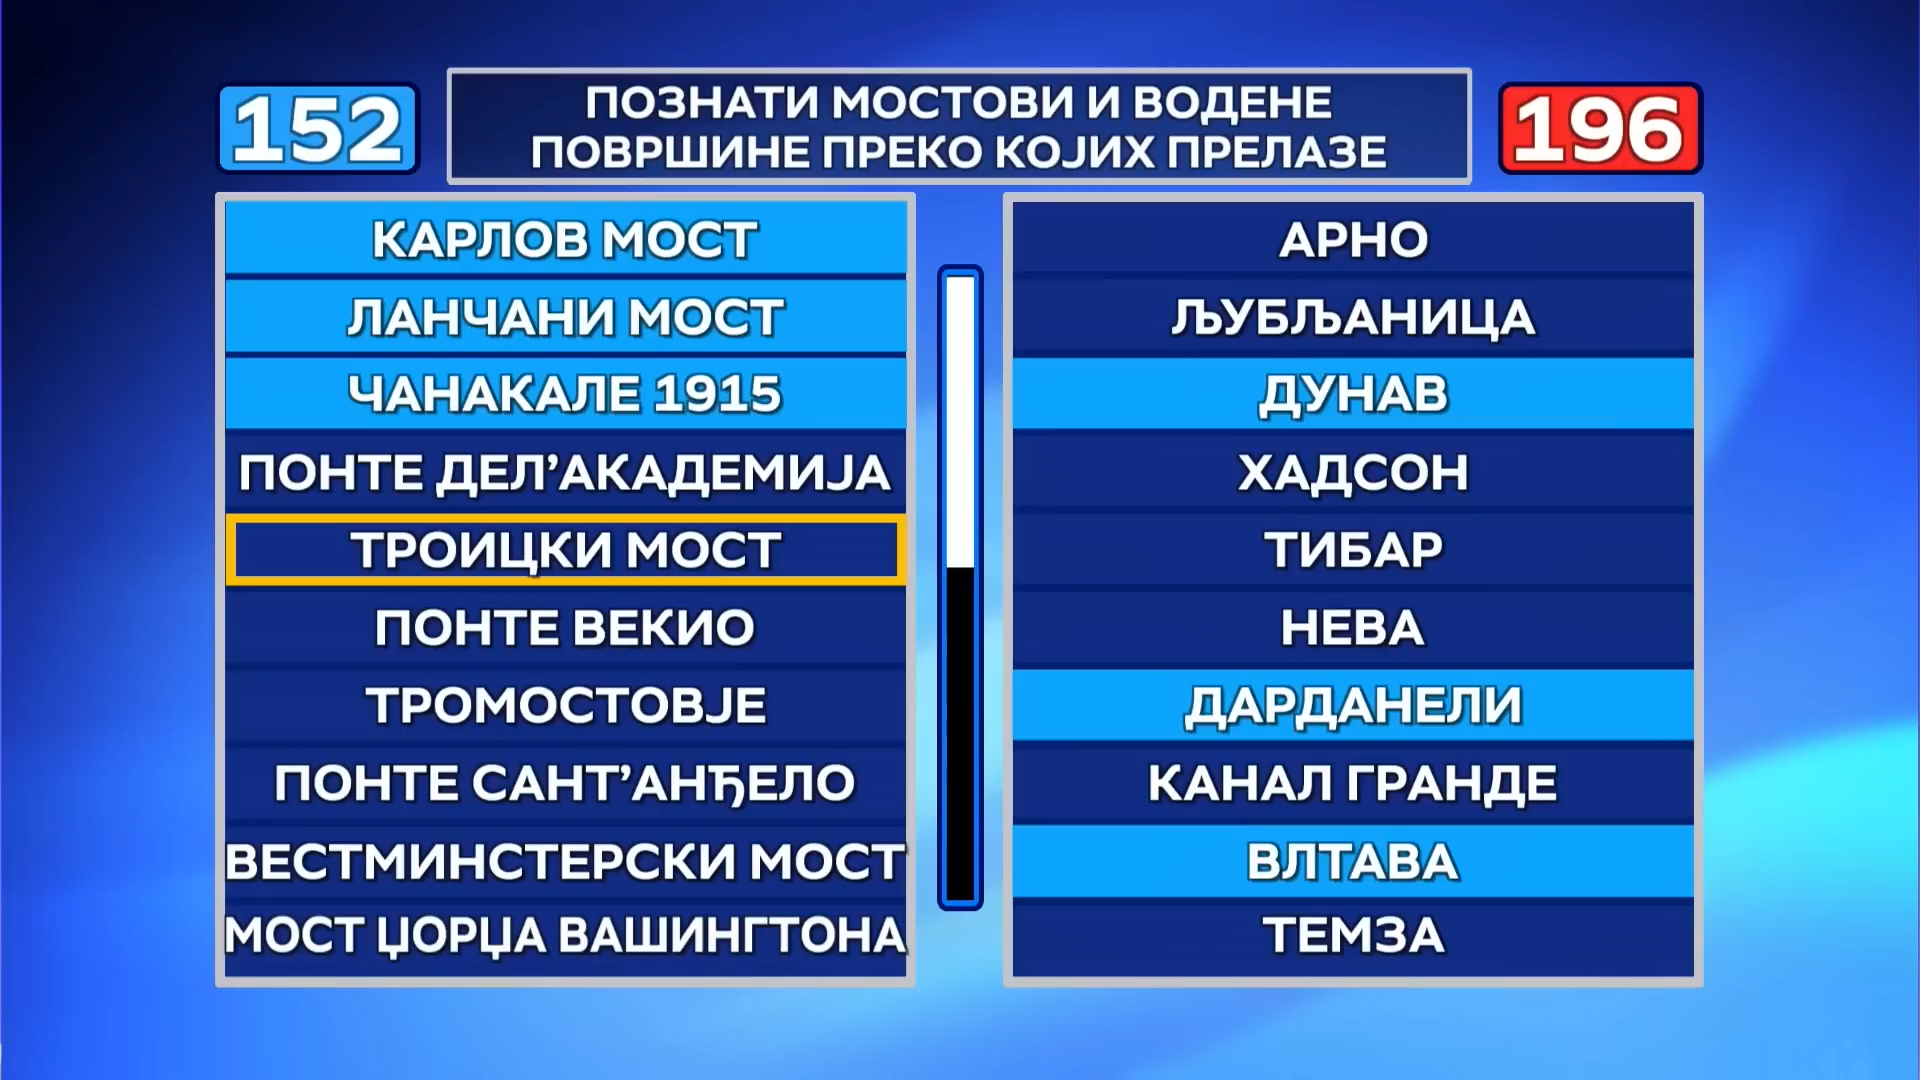 152
ПОЗНАТИ МОСТОВИ И ВОДЕНЕ
ПОВРШИНЕ ПРЕКО КОЈИХ ПРЕЛАЗЕ
196
КАРЛОВ МОСТ
ЛАНЧАНИ МОСТ
ЧАНАКАЛЕ 1915
ПОНТЕ ДЕЛ’АКАДЕМИЈА
ТРОИЦКИ МОСТ
ПОНТЕ ВЕКИО
ТРОМОСТОВЈЕ
ПОНТЕ САНТ’АНЂЕЛО
ВЕСТМИНСТЕРСКИ МОСТ
МОСТ ЏОРЏА ВАШИНГТОНА
АРНО
ЉУБЉАНИЦА
ДУНАВ
ХАДСОН
ТИБАР
НЕВА
ДАРДАНЕЛИ
КАНАЛ ГРАНДЕ
ВЛТАВА
ТЕМЗА